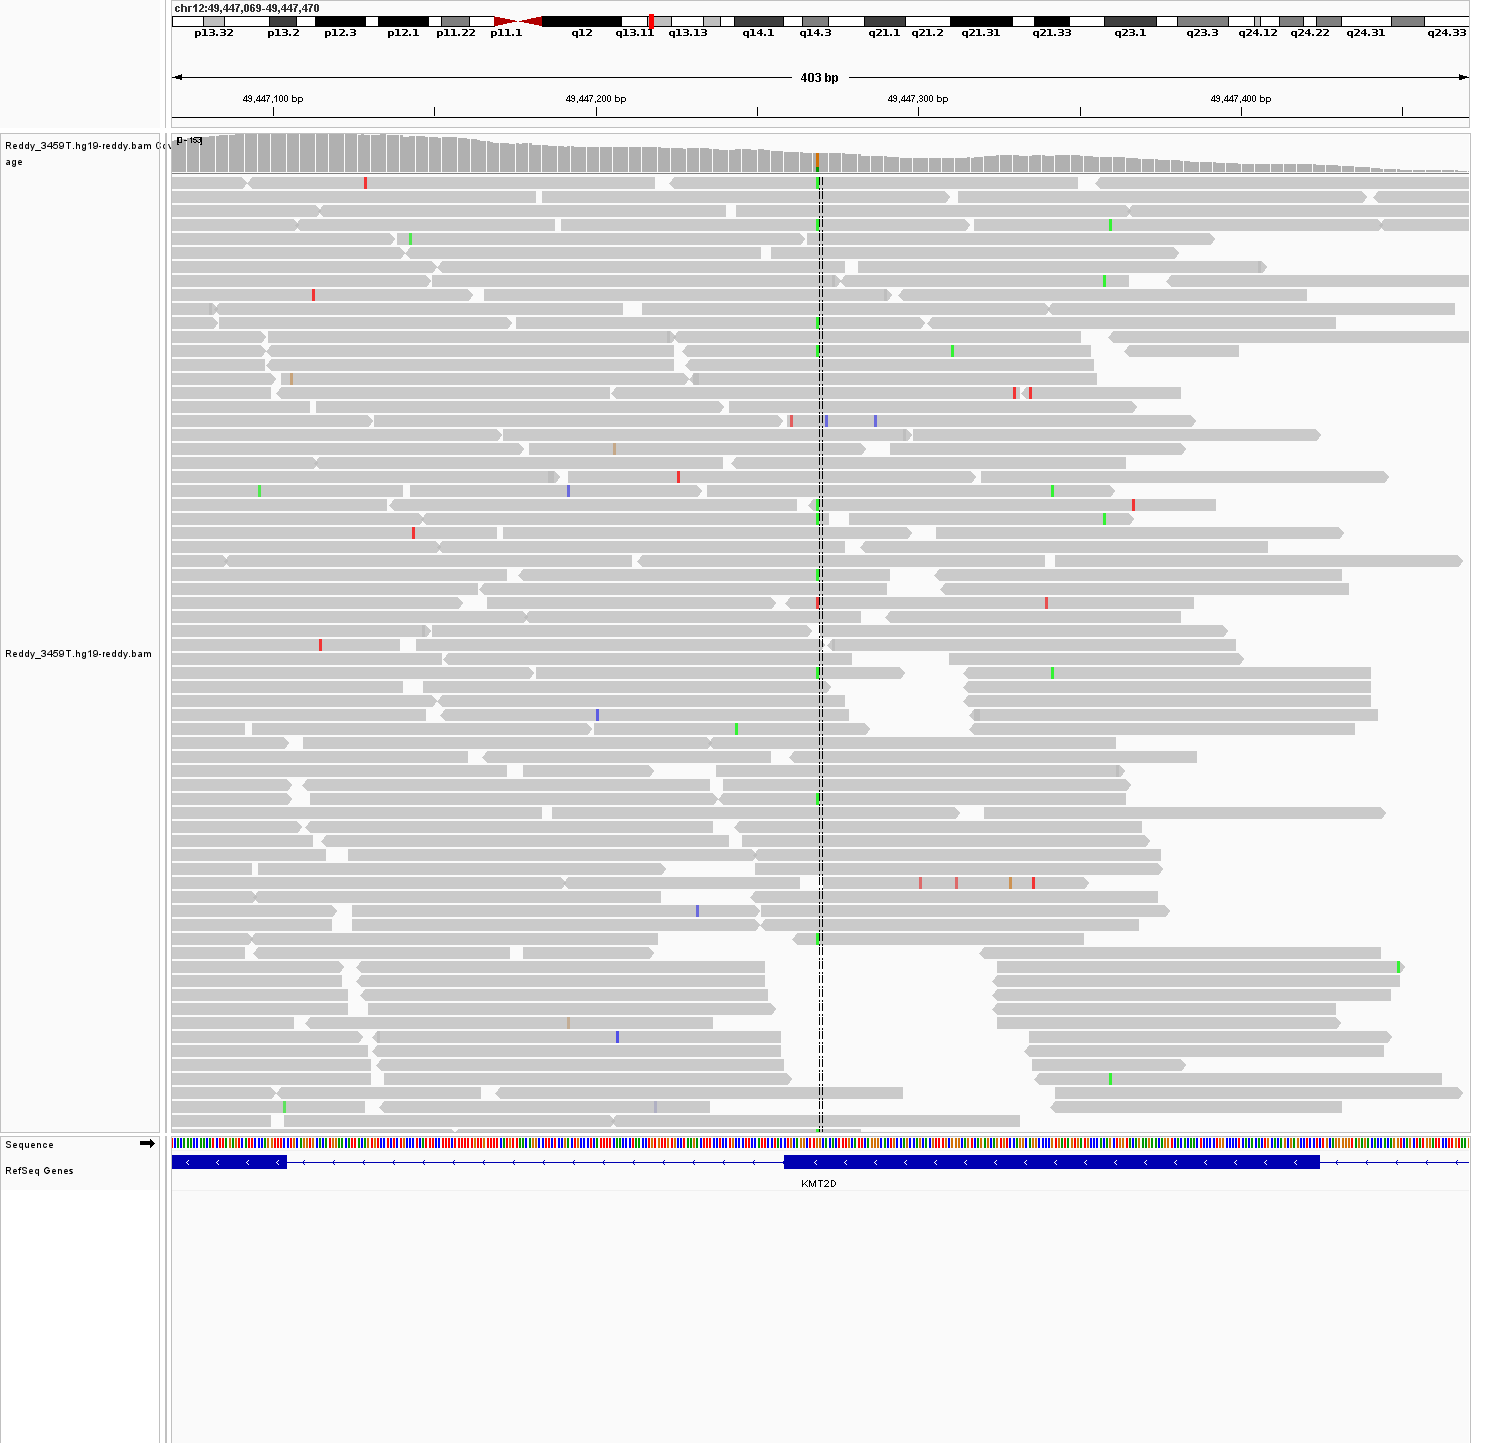 chr12:49,447,069-49,447,470
p13.32 p13.2 p12.3 p12.1 p11.22 p11.1 q12 q13.11 q13.13 q14.1 q14.3 q21.1 q21.2 q21.31 q21.33 q23.1 q23.3 q24.12 q24.22 q24.31 q24.33
403 bp
49,447,100 bp 49,447,200 bp 49,447,300 bp 49,447,400 bp
Reddy_3459T.hg19-reddy.bam Cov
age
[0 - 153]
Reddy_3459T.hg19-reddy.bam
Sequence
RefSeq Genes
KMT2D